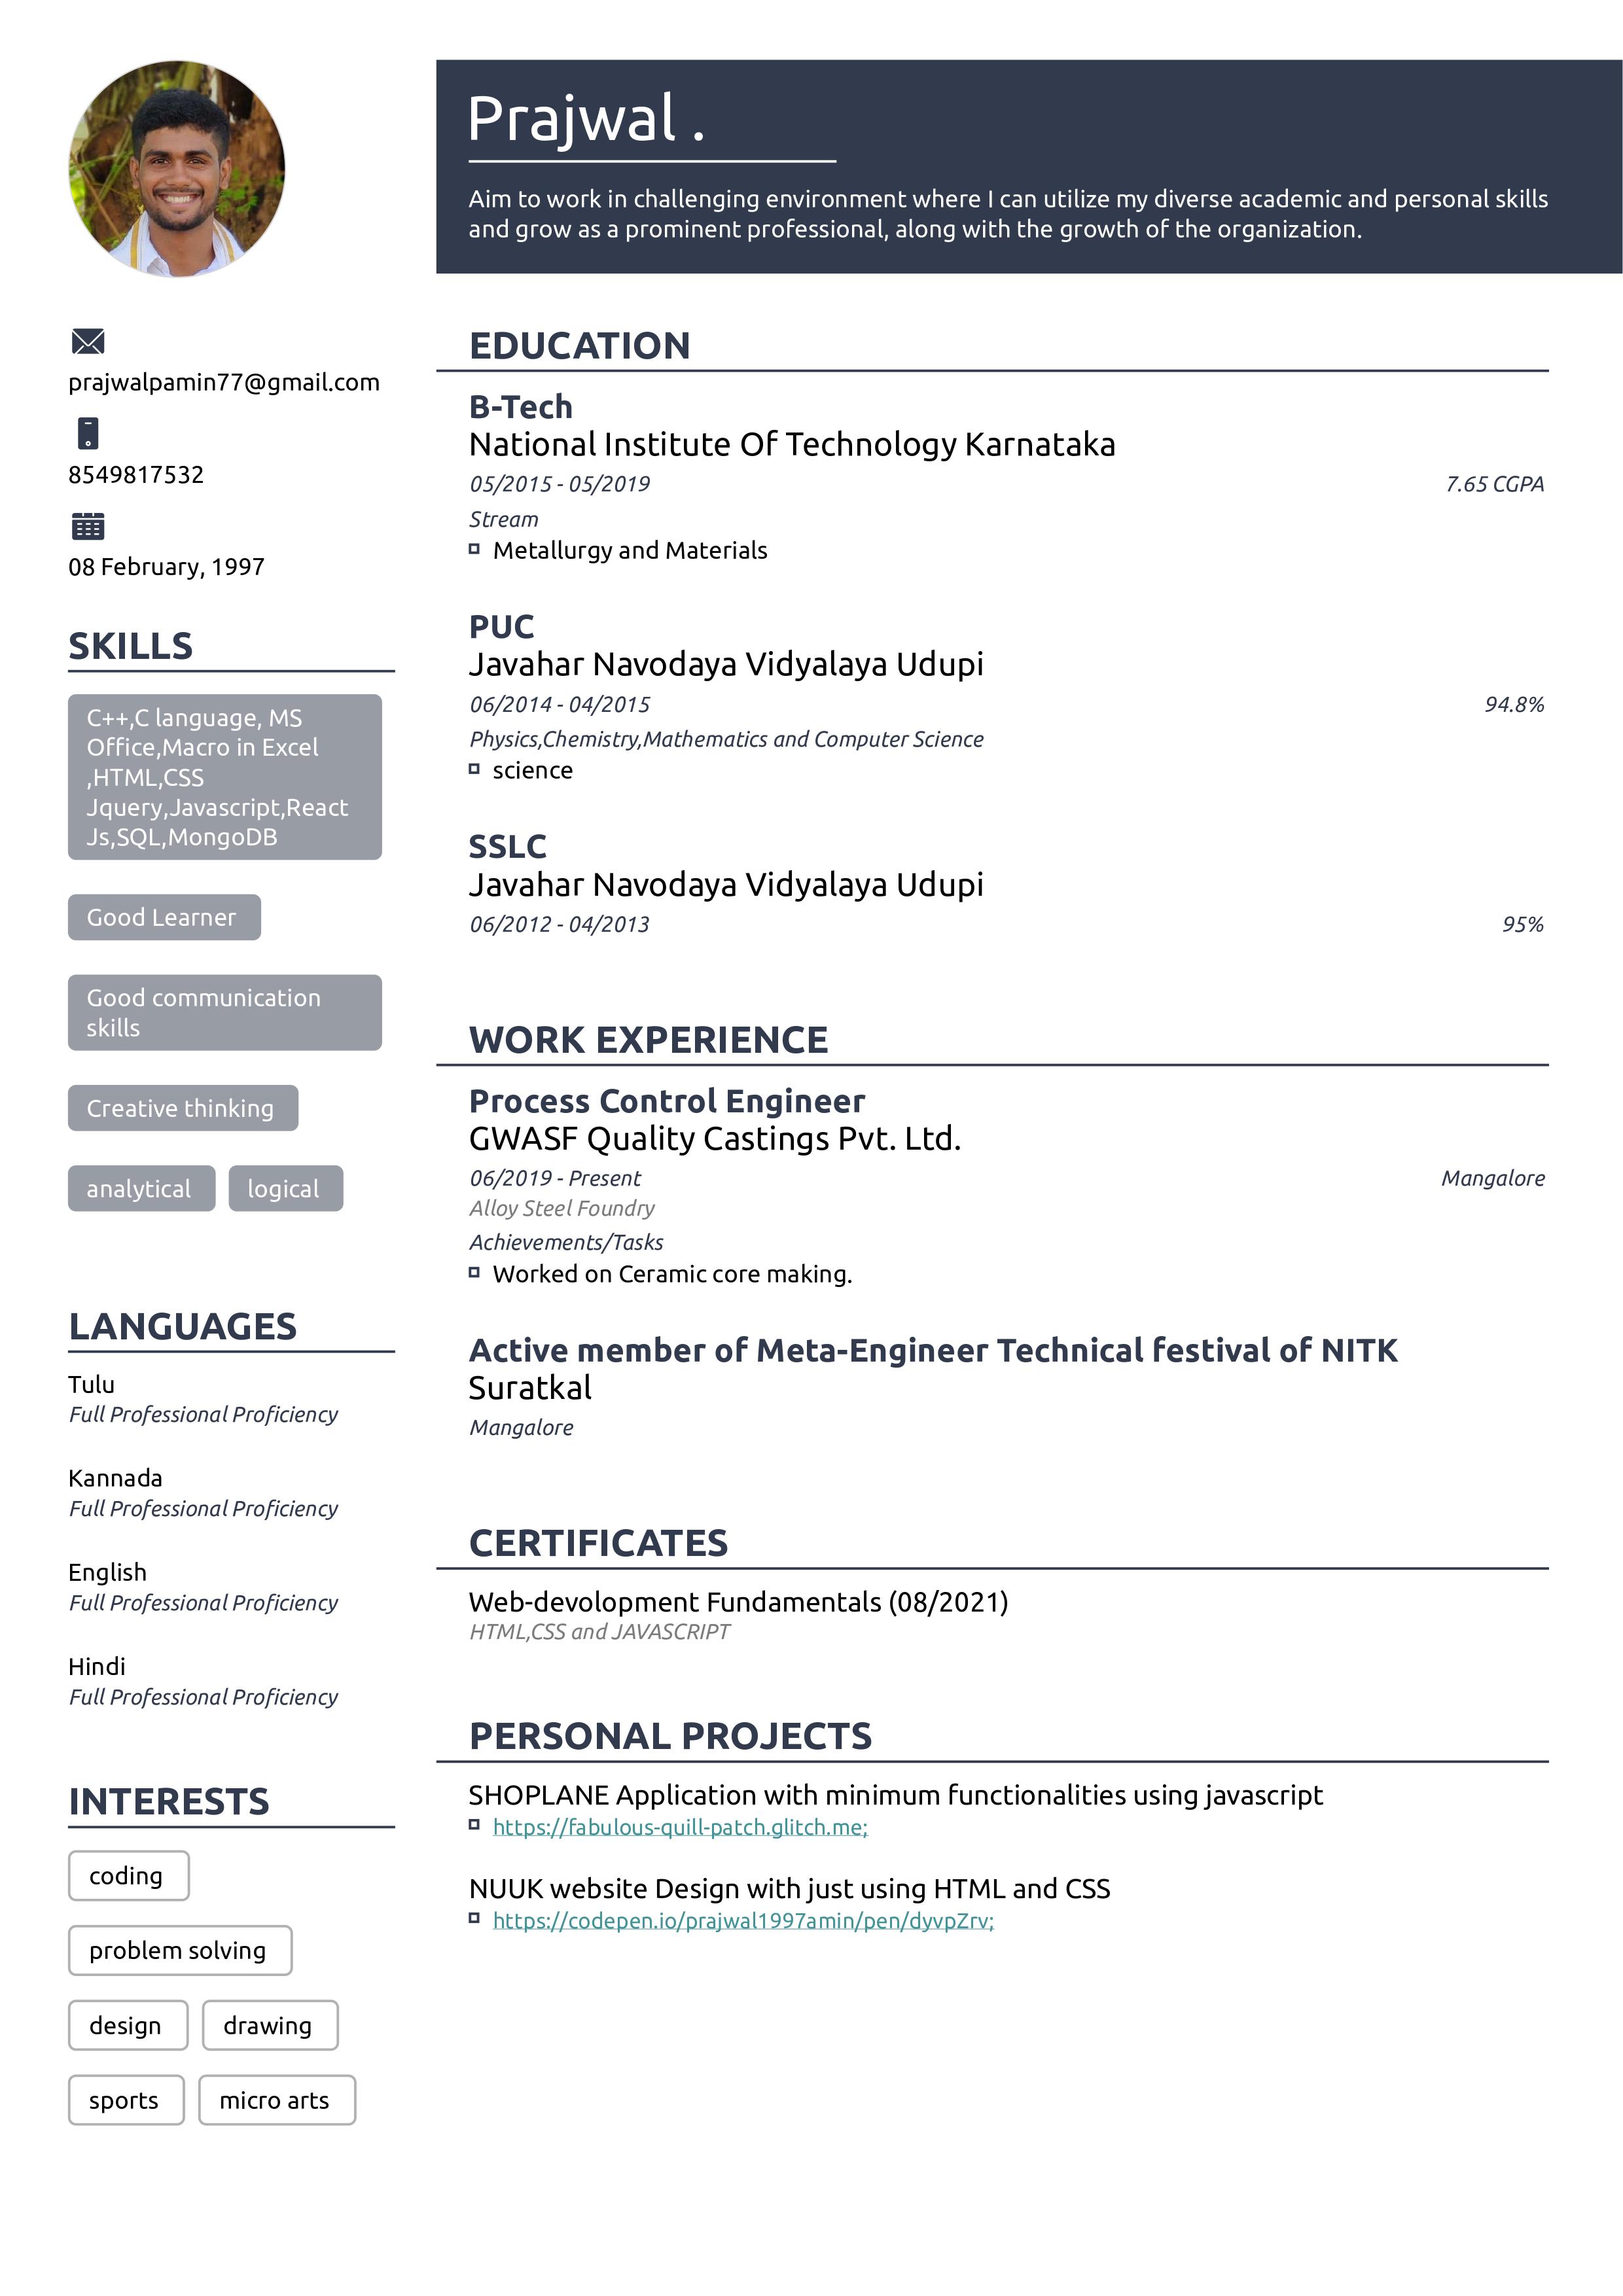 Prajwal .
Aim to work in challenging environment where I can utilize my diverse academic and personal skills
and grow as a prominent professional, along with the growth of the organization.
prajwalpamin77@gmail.com
8549817532
08 February, 1997
SKILLS
C++,C language, MS
Office,Macro in Excel
,HTML,CSS
Jquery,Javascript,React
Js,SQL,MongoDB
Good Learner
Good communication
skills
Creative thinking
analytical logical
LANGUAGES
Tulu
Full Professional Proficiency
Kannada
Full Professional Proficiency
English
Full Professional Proficiency
Hindi
Full Professional Proficiency
INTERESTS
coding
problem solving
design drawing
sports micro arts
EDUCATION
B-Tech
National Institute Of Technology Karnataka
05/2015 - 05/2019 7.65 CGPA
Stream
Metallurgy and Materials
PUC
Javahar Navodaya Vidyalaya Udupi
06/2014 - 04/2015 94.8%
Physics,Chemistry,Mathematics and Computer Science
science
SSLC
Javahar Navodaya Vidyalaya Udupi
06/2012 - 04/2013 95%
WORK EXPERIENCE
Process Control Engineer
GWASF Quality Castings Pvt. Ltd.
06/2019 - Present Mangalore
Alloy Steel Foundry
Achievements/Tasks
Worked on Ceramic core making.
Active member of Meta-Engineer Technical festival of NITK
Suratkal
Mangalore
CERTIFICATES
Web-devolopment Fundamentals (08/2021)
HTML,CSS and JAVASCRIPT
PERSONAL PROJECTS
SHOPLANE Application with minimum functionalities using javascript
https://fabulous-quill-patch.glitch.me;
NUUK website Design with just using HTML and CSS
https://codepen.io/prajwal1997amin/pen/dyvpZrv;